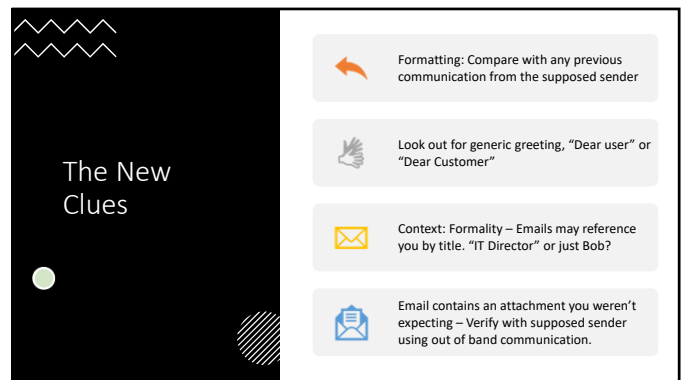 The New
Clues
Formatting: Compare with any previous
communication from the supposed sender
Look out for generic greeting, “Dear user” or
“Dear Customer”
Context: Formality – Emails may reference
you by title. “IT Director” or just Bob?
Email contains an attachment you weren’t
expecting – Verify with supposed sender
using out of band communication.